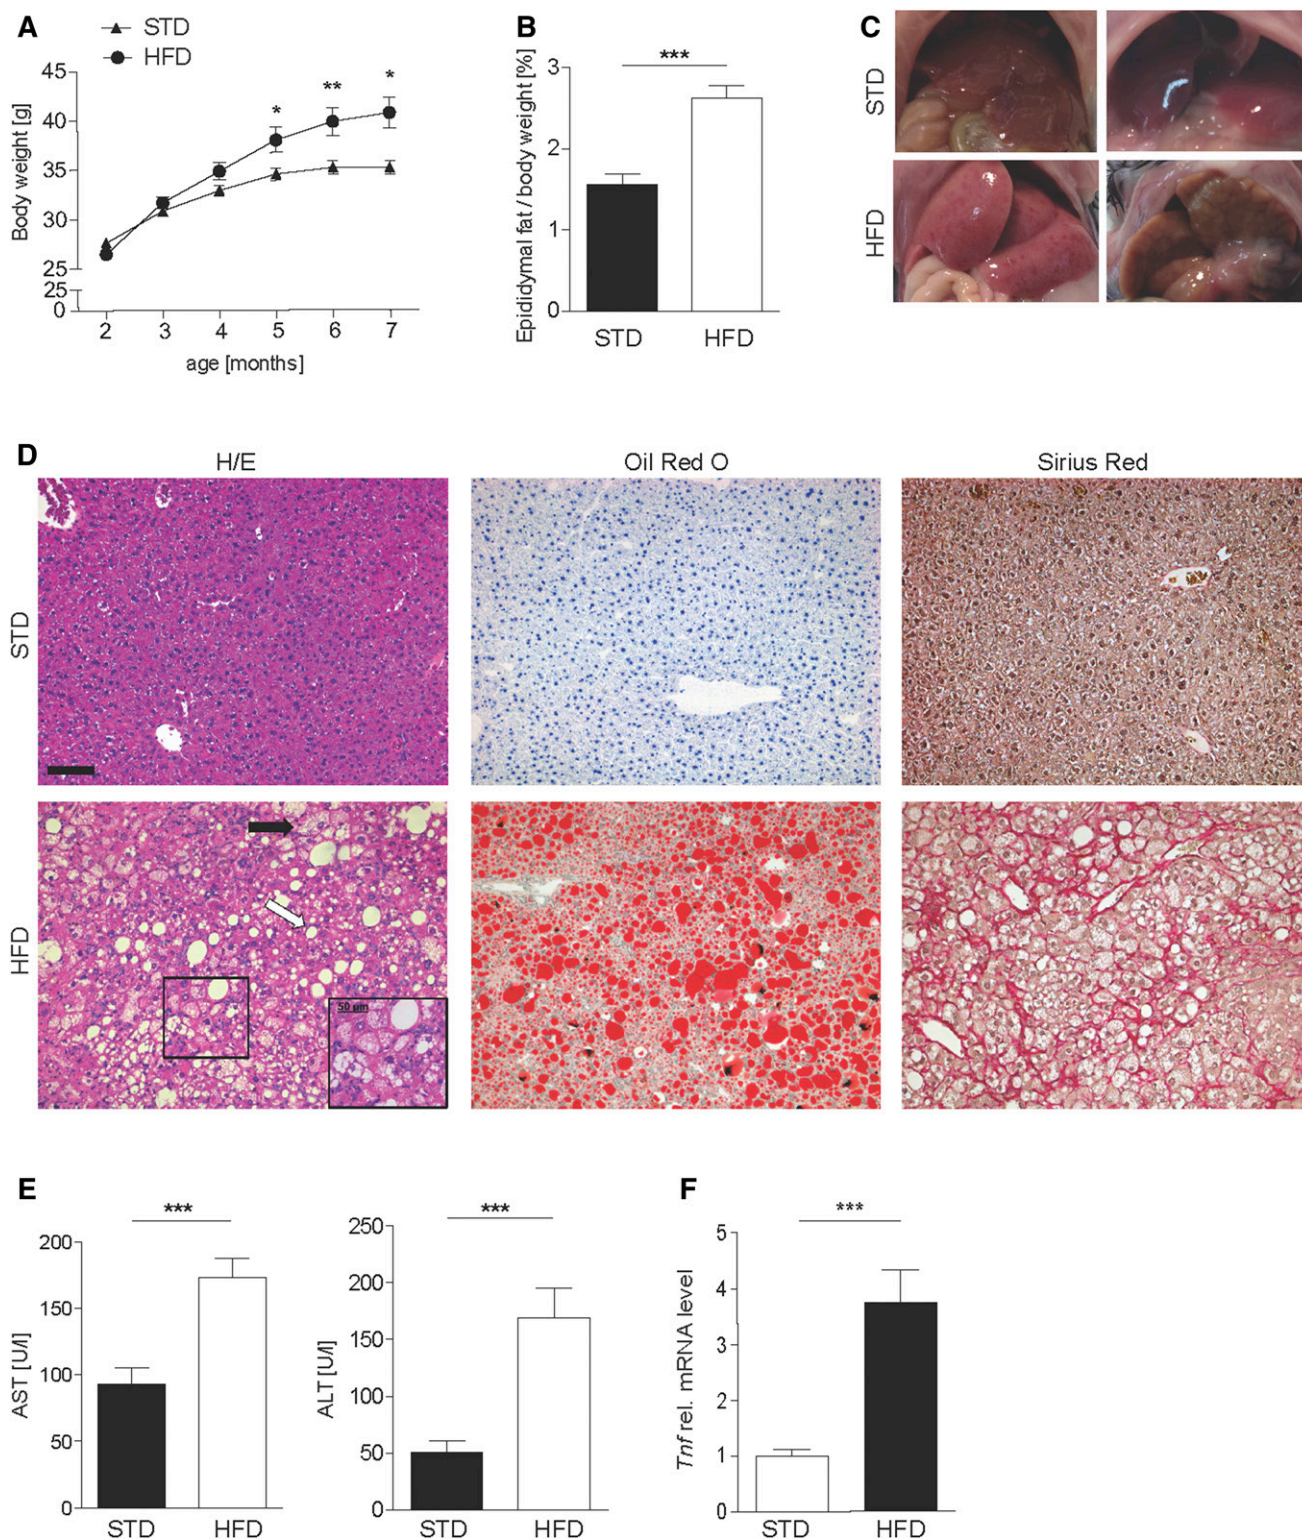 A
STD
HFD
Body weight [g]
45
40
35
30
25
25
0
* ** *
2 3 4 5 6 7
age [months]
B
Epididymal fat / body weight [%]
***
3
2
1
0
STD HFD
C
STD
HFD
D
H/E Oil Red O Sirius Red
STD
HFD
50 µm
E
AST [U/l]
***
200
150
100
50
0
STD HFD
ALT [U/l]
***
250
200
150
100
50
0
STD HFD
F
Tnf rel. mRNA level
***
5
4
3
2
1
0
STD HFD